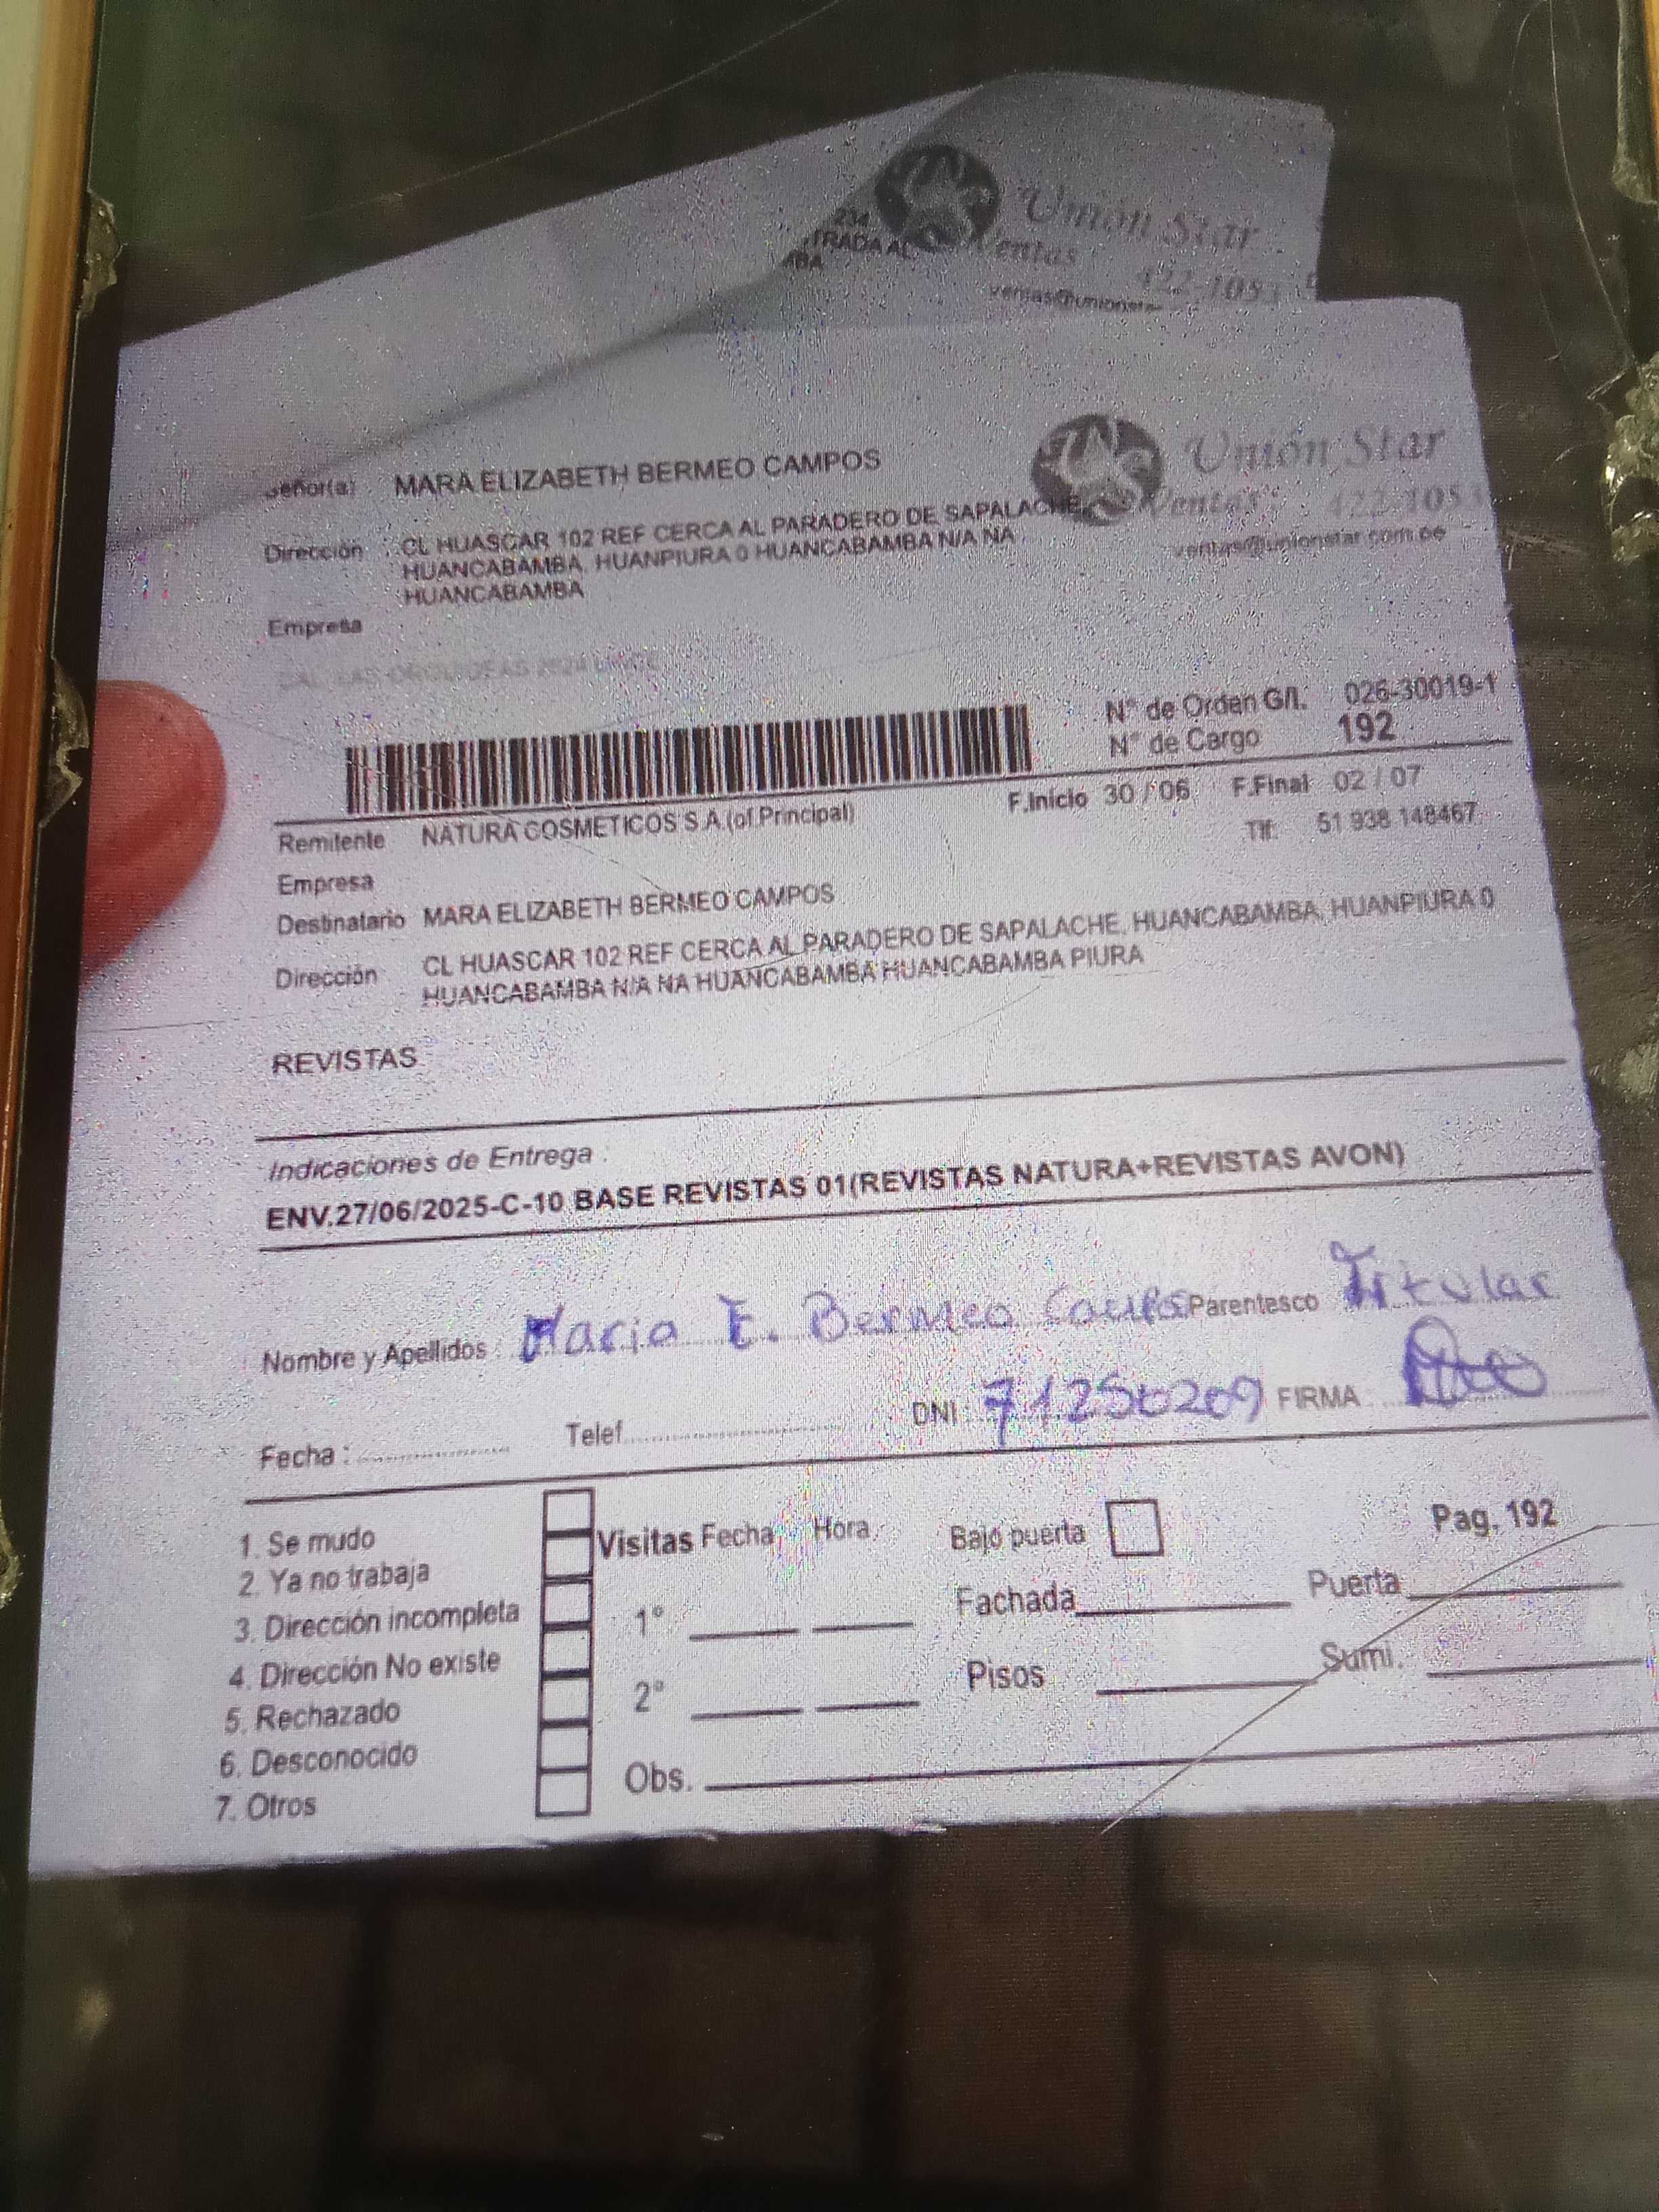 TRADA AL
Unión Star
Ventas 422-1053
ventas@unionstar
Unión Star
Ventas 422-1053
ventas@unionstar.com.pe
Señor(a) MARA ELIZABETH BERMEO CAMPOS
Dirección : CL HUASCAR 102 REF CERCA AL PARADERO DE SAPALACHE,
HUANCABAMBA, HUANPIURA 0 HUANCABAMBA N/A NA
HUANCABAMBA
Empresa
N° de Orden G/I. 026-30019-1
N° de Cargo 192
F.Inicio 30 / 06 F.Final 02 / 07
Remitente NATURA COSMETICOS S.A.(of.Principal)
Tlf: 51 938 148467
Empresa
Destinatario MARA ELIZABETH BERMEO CAMPOS
Dirección CL HUASCAR 102 REF CERCA AL PARADERO DE SAPALACHE, HUANCABAMBA, HUANPIURA 0
HUANCABAMBA N/A NA HUANCABAMBA HUANCABAMBA PIURA
REVISTAS
Indicaciones de Entrega :
ENV.27/06/2025-C-10 BASE REVISTAS 01(REVISTAS NATURA+REVISTAS AVON)
Nombre y Apellidos : Maria E. Bermeo Parentesco Titular
Fecha : Telef. DNI 71250209 FIRMA
1. Se mudo
2. Ya no trabaja
3. Dirección incompleta
4. Dirección No existe
5. Rechazado
6. Desconocido
7. Otros
Visitas Fecha Hora
1°
2°
Obs.
Bajo puerta
Pag. 192
Fachada Puerta
Pisos Sumi.